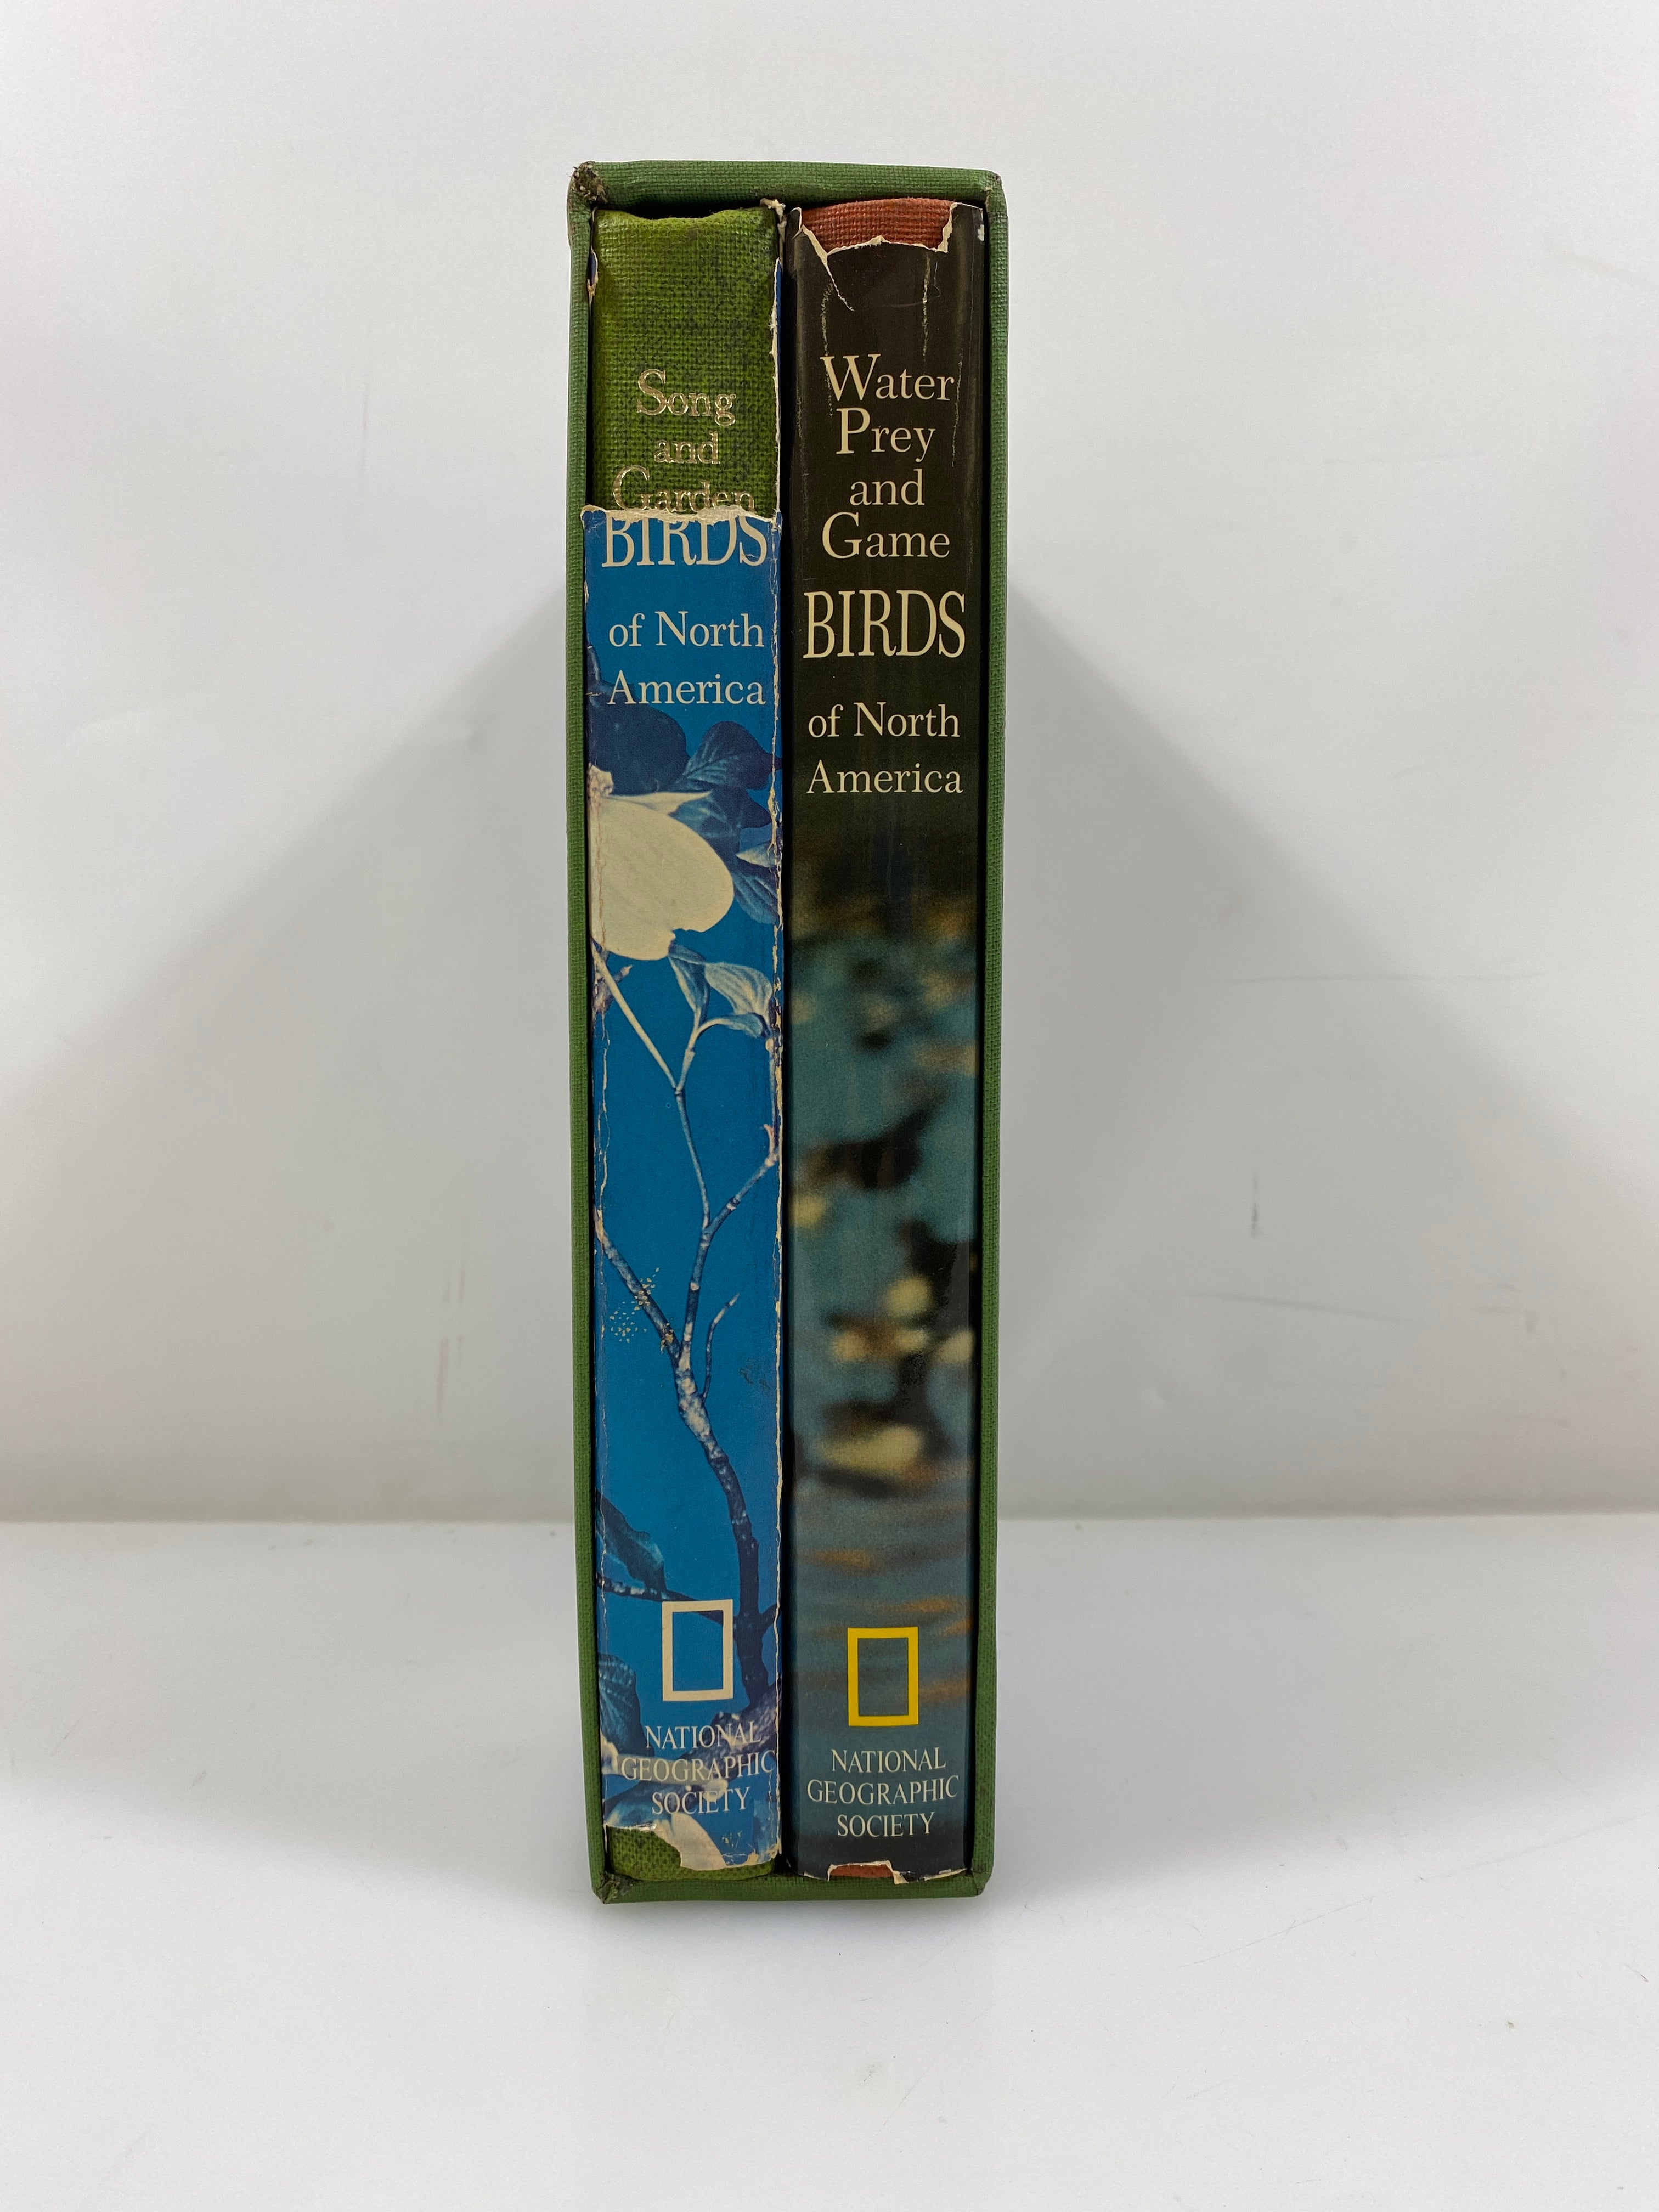 Song
and
Garden
BIRDS
of North
America
NATIONAL
GEOGRAPHIC
SOCIETY
Water
Prey
and
Game
BIRDS
of North
America
NATIONAL
GEOGRAPHIC
SOCIETY